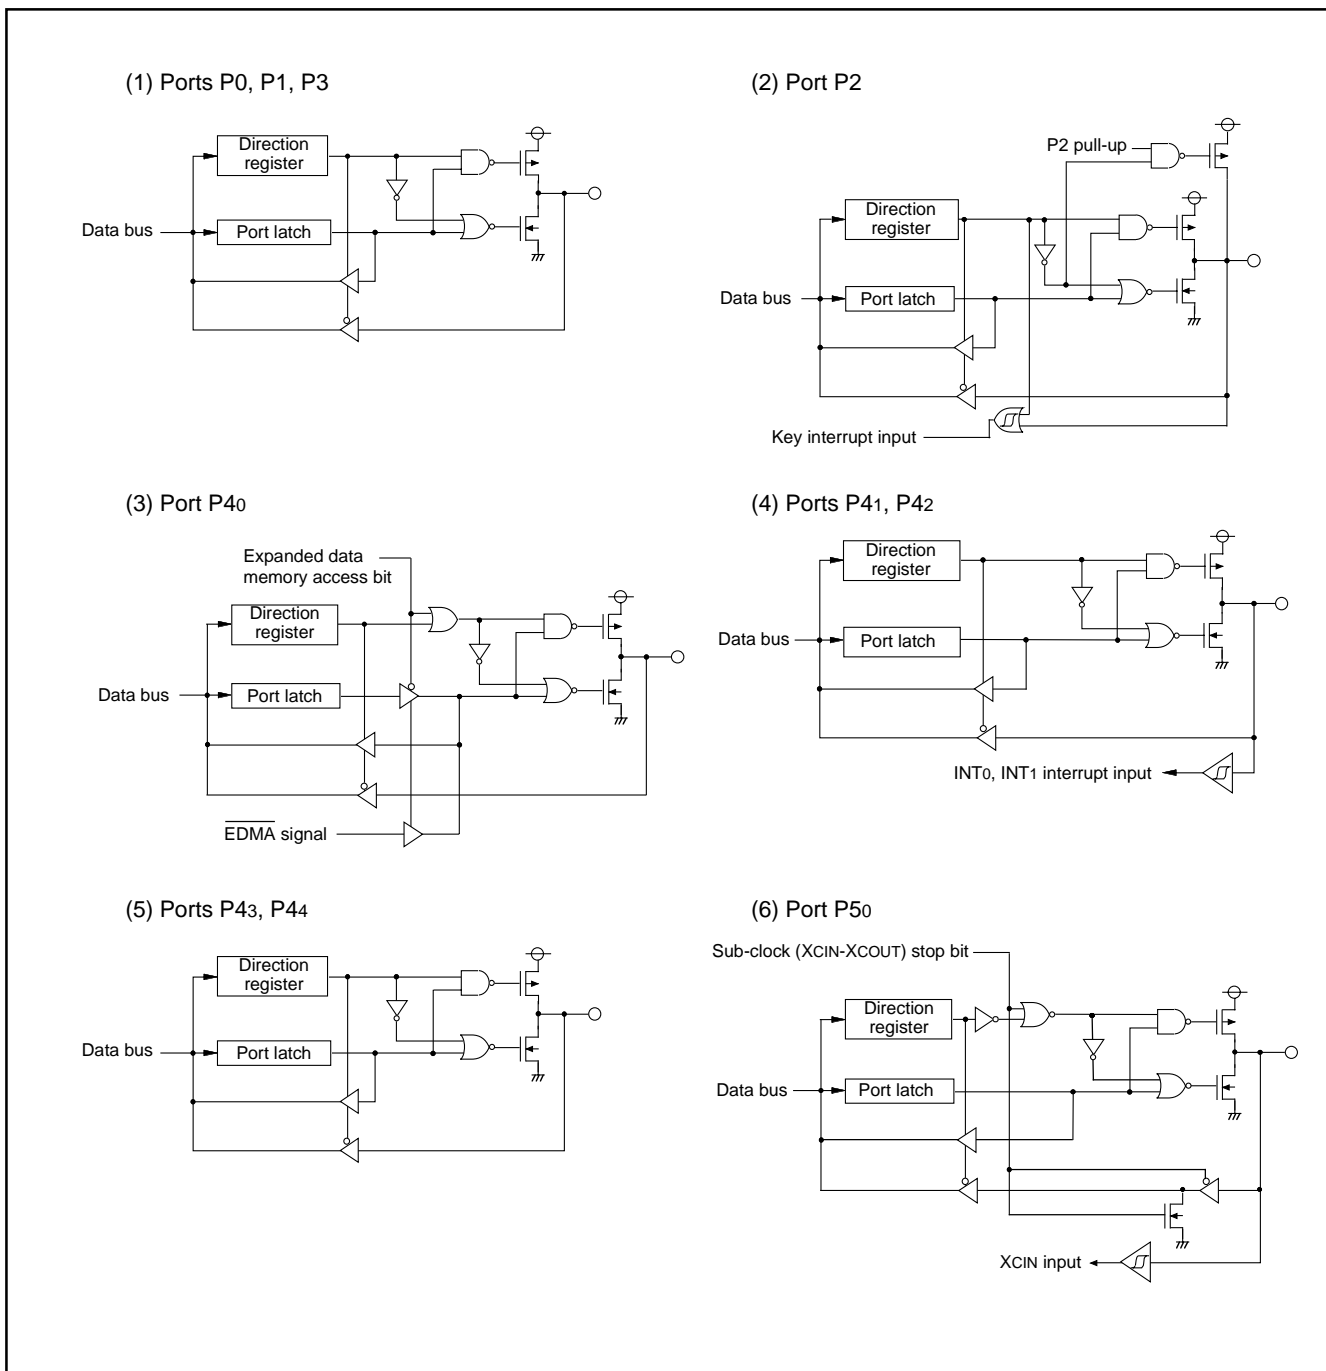 (1) Ports P0, P1, P3
Direction
register
Data bus
Port latch
(2) Port P2
P2 pull-up
Direction
register
Data bus
Port latch
Key interrupt input
(3) Port P40
Expanded data
memory access bit
Direction
register
Data bus
Port latch
EDMA signal
(4) Ports P41, P42
Direction
register
Data bus
Port latch
INT0, INT1 interrupt input
(5) Ports P43, P44
Direction
register
Data bus
Port latch
(6) Port P50
Sub-clock (XCIN-XCOUT) stop bit
Direction
register
Data bus
Port latch
XCIN input